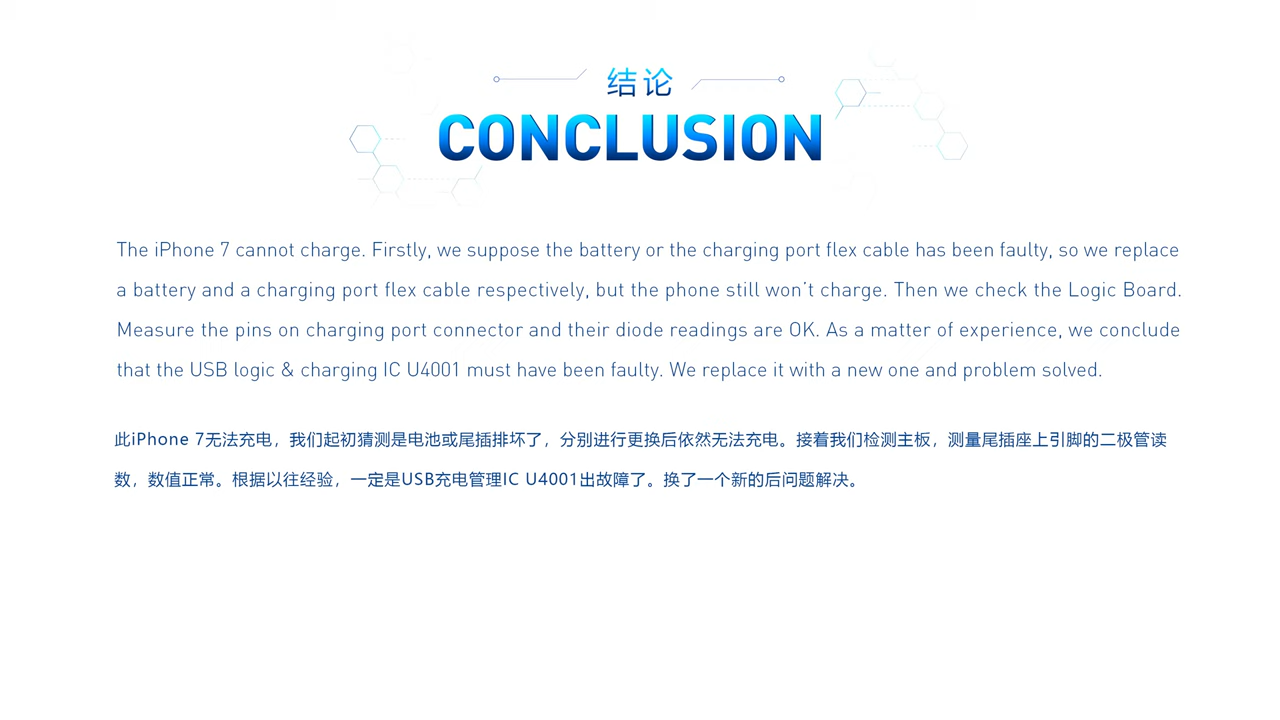 结论
CONCLUSION
The iPhone 7 cannot charge. Firstly, we suppose the battery or the charging port flex cable has been faulty, so we replace
a battery and a charging port flex cable respectively, but the phone still won't charge. Then we check the Logic Board.
Measure the pins on charging port connector and their diode readings are OK. As a matter of experience, we conclude
that the USB logic & charging IC U4001 must have been faulty. We replace it with a new one and problem solved.
此iPhone 7无法充电，我们起初猜测是电池或尾插排坏了，分别进行更换后依然无法充电。接着我们检测主板，测量尾插座上引脚的二极管读
数，数值正常。根据以往经验，一定是USB充电管理IC U4001出故障了。换了一个新的后问题解决。